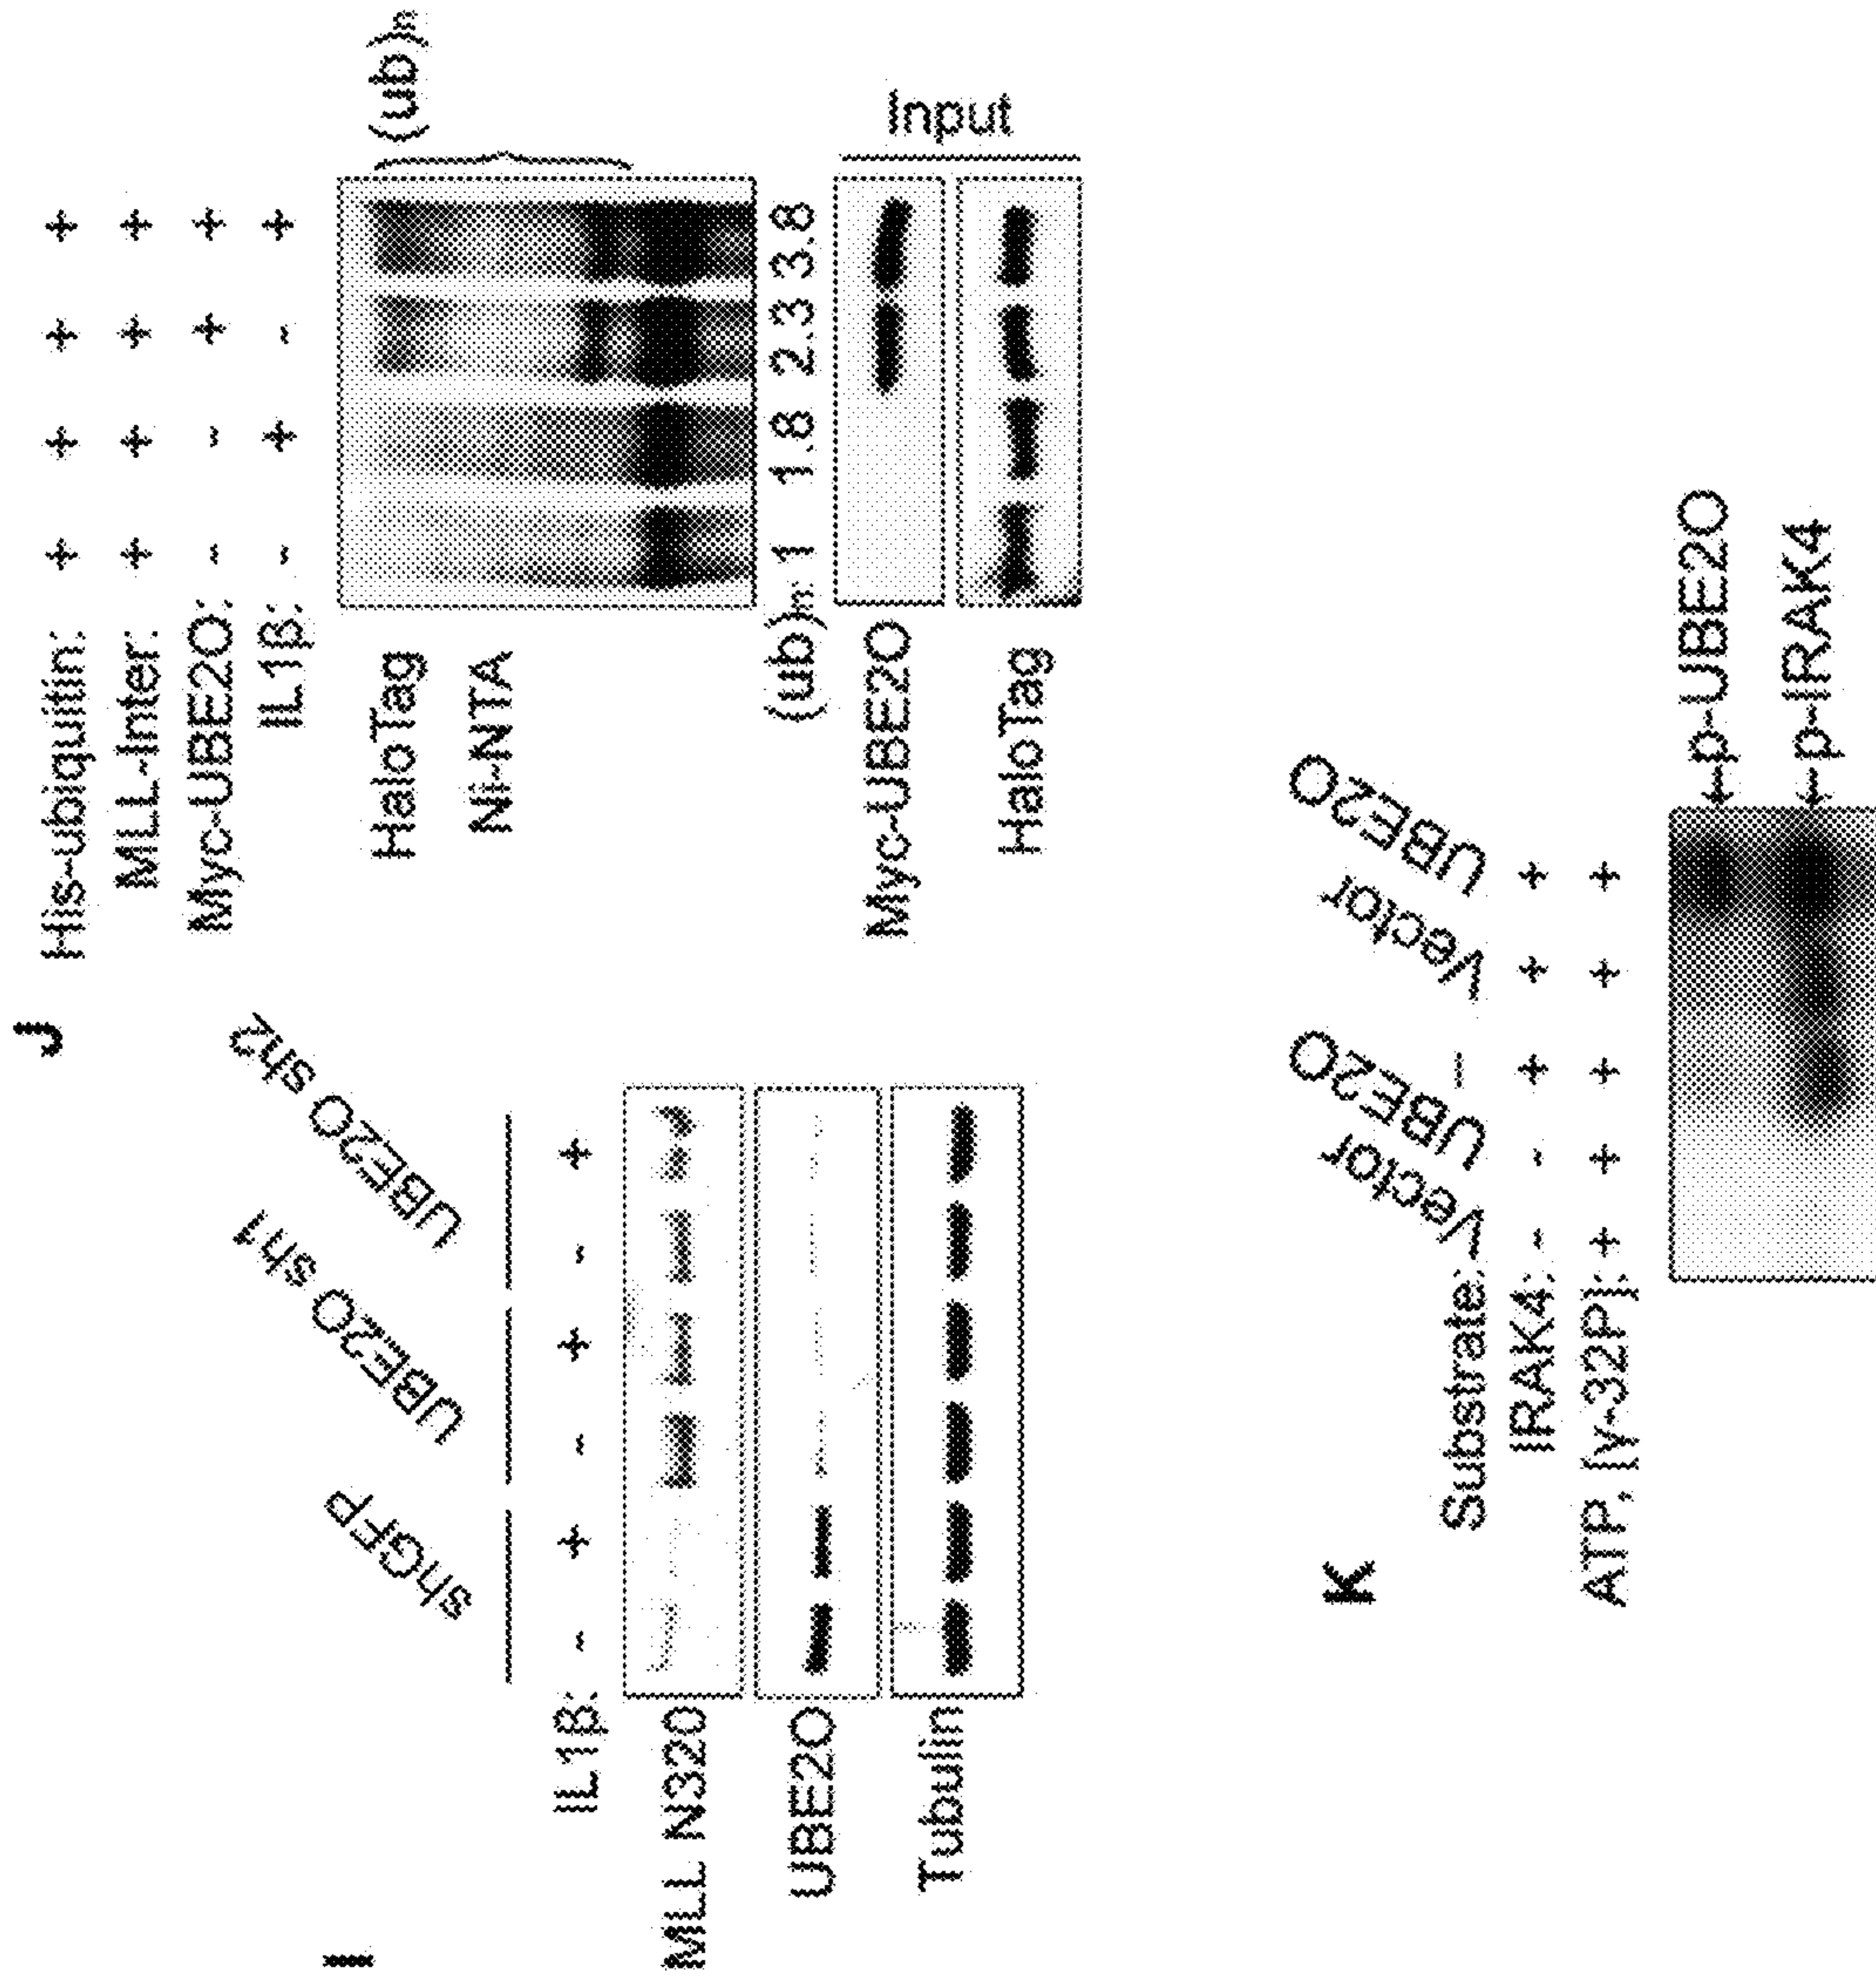 I
shGFP UBE2O sh1 UBE2O sh2
IL1β: - + - + - +
MLL N320
UBE2O
Tubulin
J
His-ubiquitin: + + + +
MLL-Inter: + + + +
Myc-UBE2O: - - + +
IL1β: - + - +
HaloTag
Ni-NTA
(ub)n
(ub)n: 1 1.8 2.3 3.8
Myc-UBE2O
HaloTag
Input
K
Substrate: Vector UBE2O – Vector UBE2O
IRAK4: - - + + +
ATP, [γ-32P]: + + + + +
←p-UBE2O
←p-IRAK4